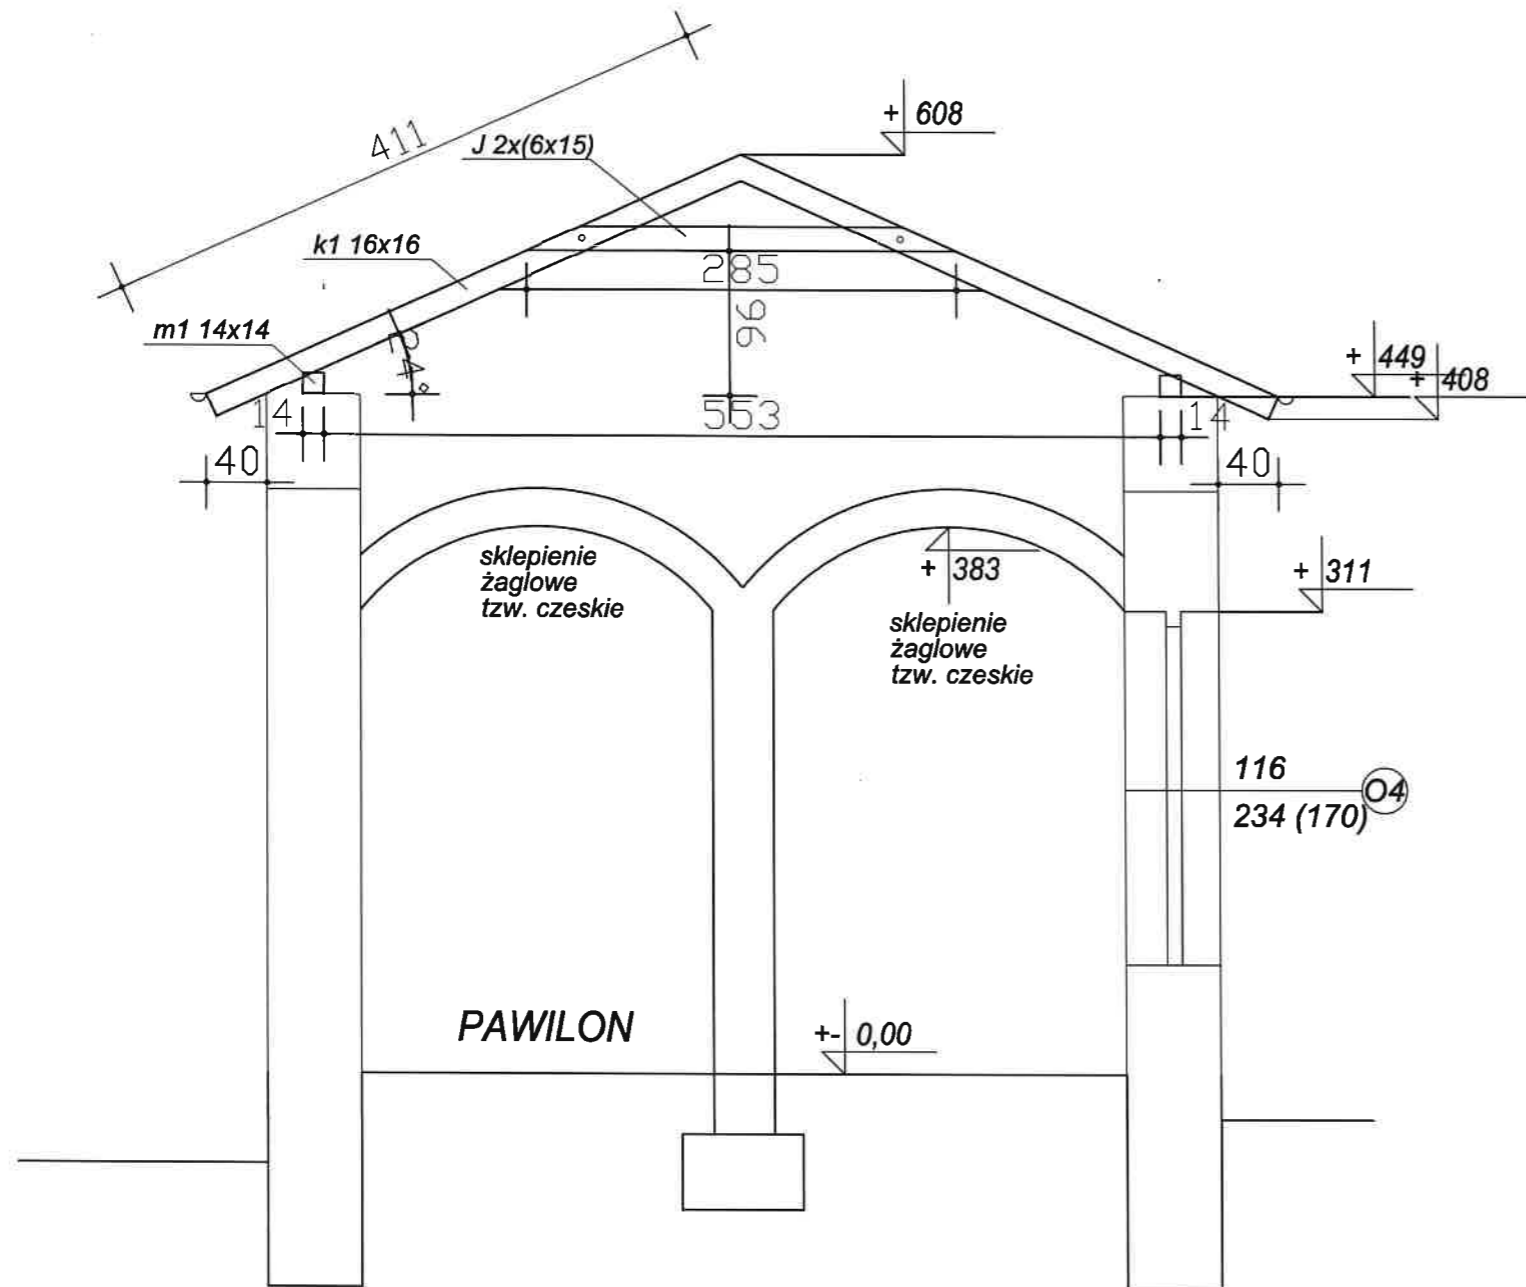 411
J 2x(6x15)
+ 608
k1 16x16
285
96
m1 14x14
24°
+ 449
+ 408
14
553
14
40
40
sklepienie
żaglowe
tzw. czeskie
+ 383
+ 311
sklepienie
żaglowe
tzw. czeskie
116
O4
234 (170)
PAWILON
+- 0,00